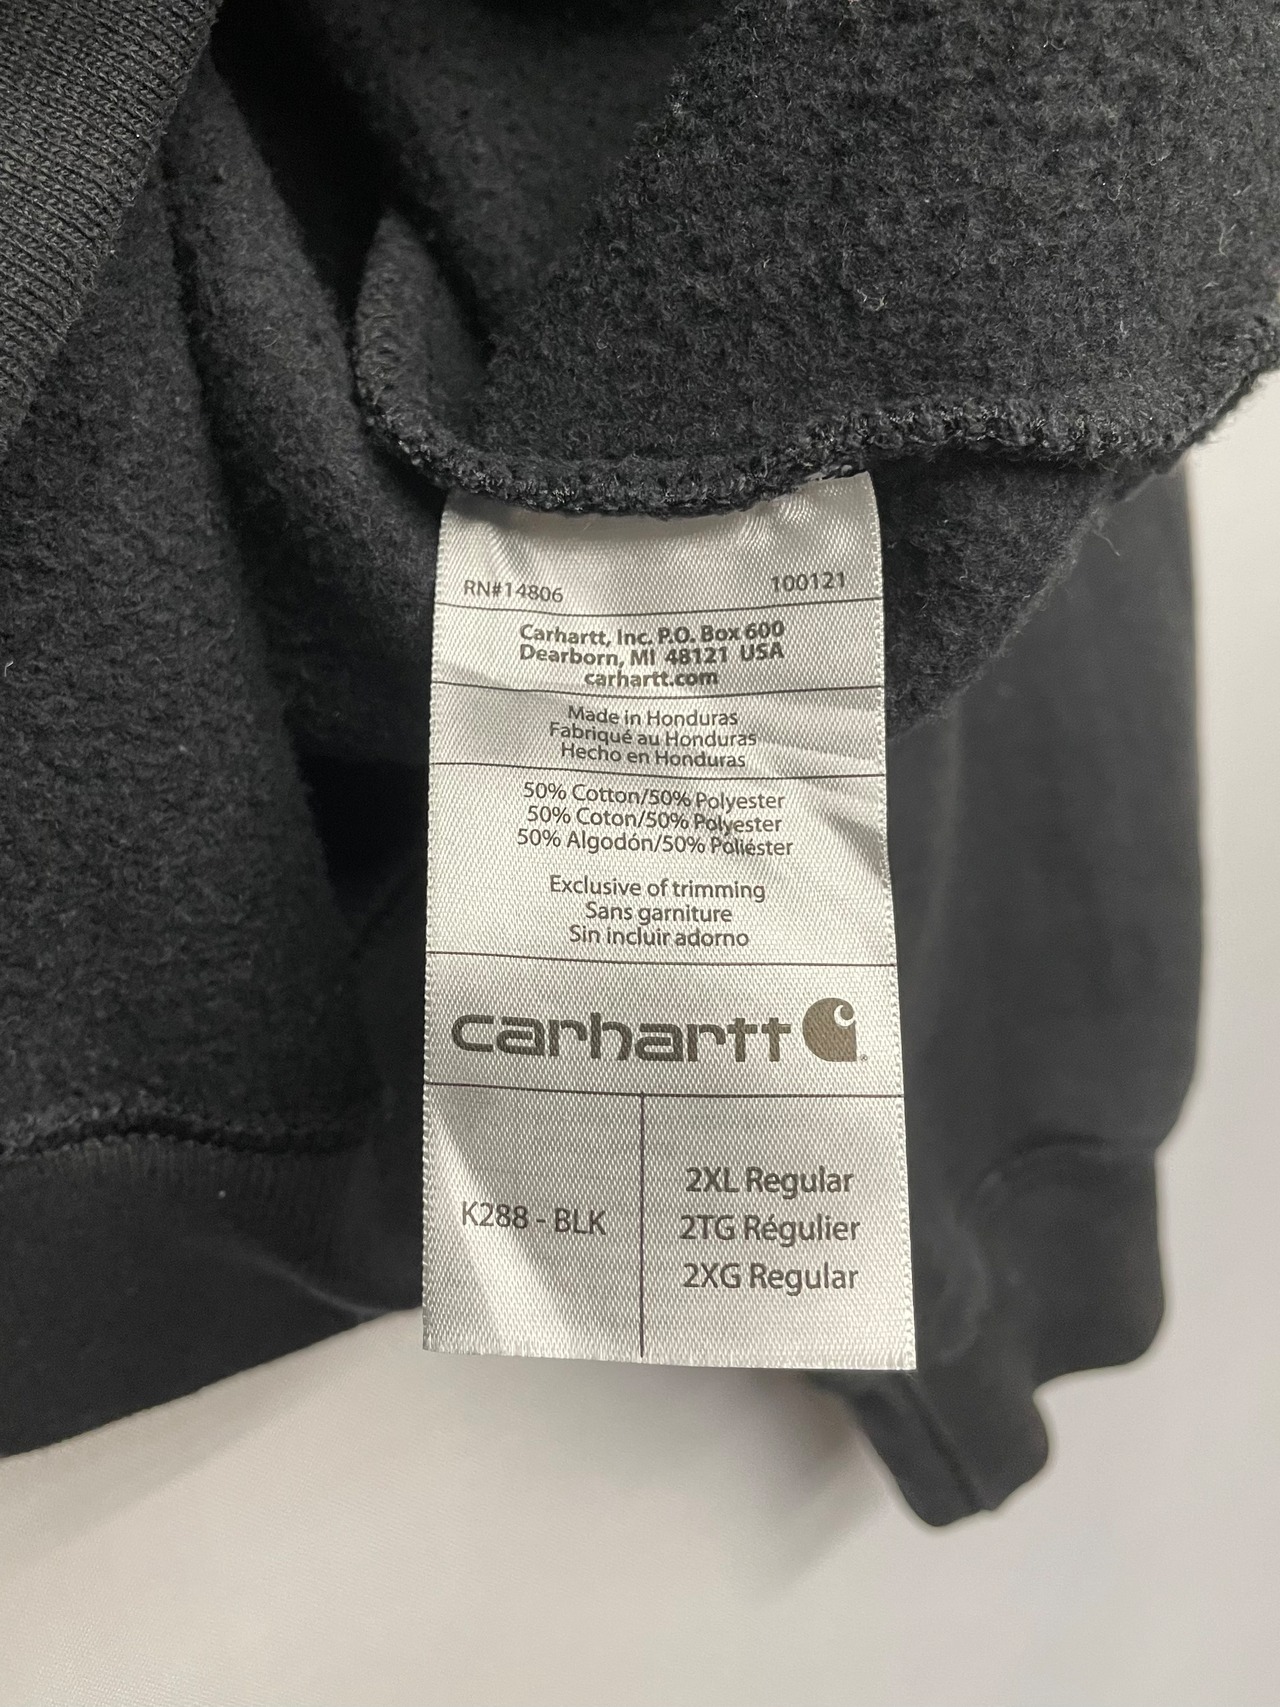 RN#14806 100121
Carhartt, Inc. P.O. Box 600
Dearborn, MI 48121 USA
carhartt.com
Made in Honduras
Fabriqué au Honduras
Hecho en Honduras
50% Cotton/50% Polyester
50% Coton/50% Polyester
50% Algodón/50% Poliéster
Exclusive of trimming
Sans garniture
Sin incluir adorno
carhartt
K288 - BLK
2XL Regular
2TG Régulier
2XG Regular